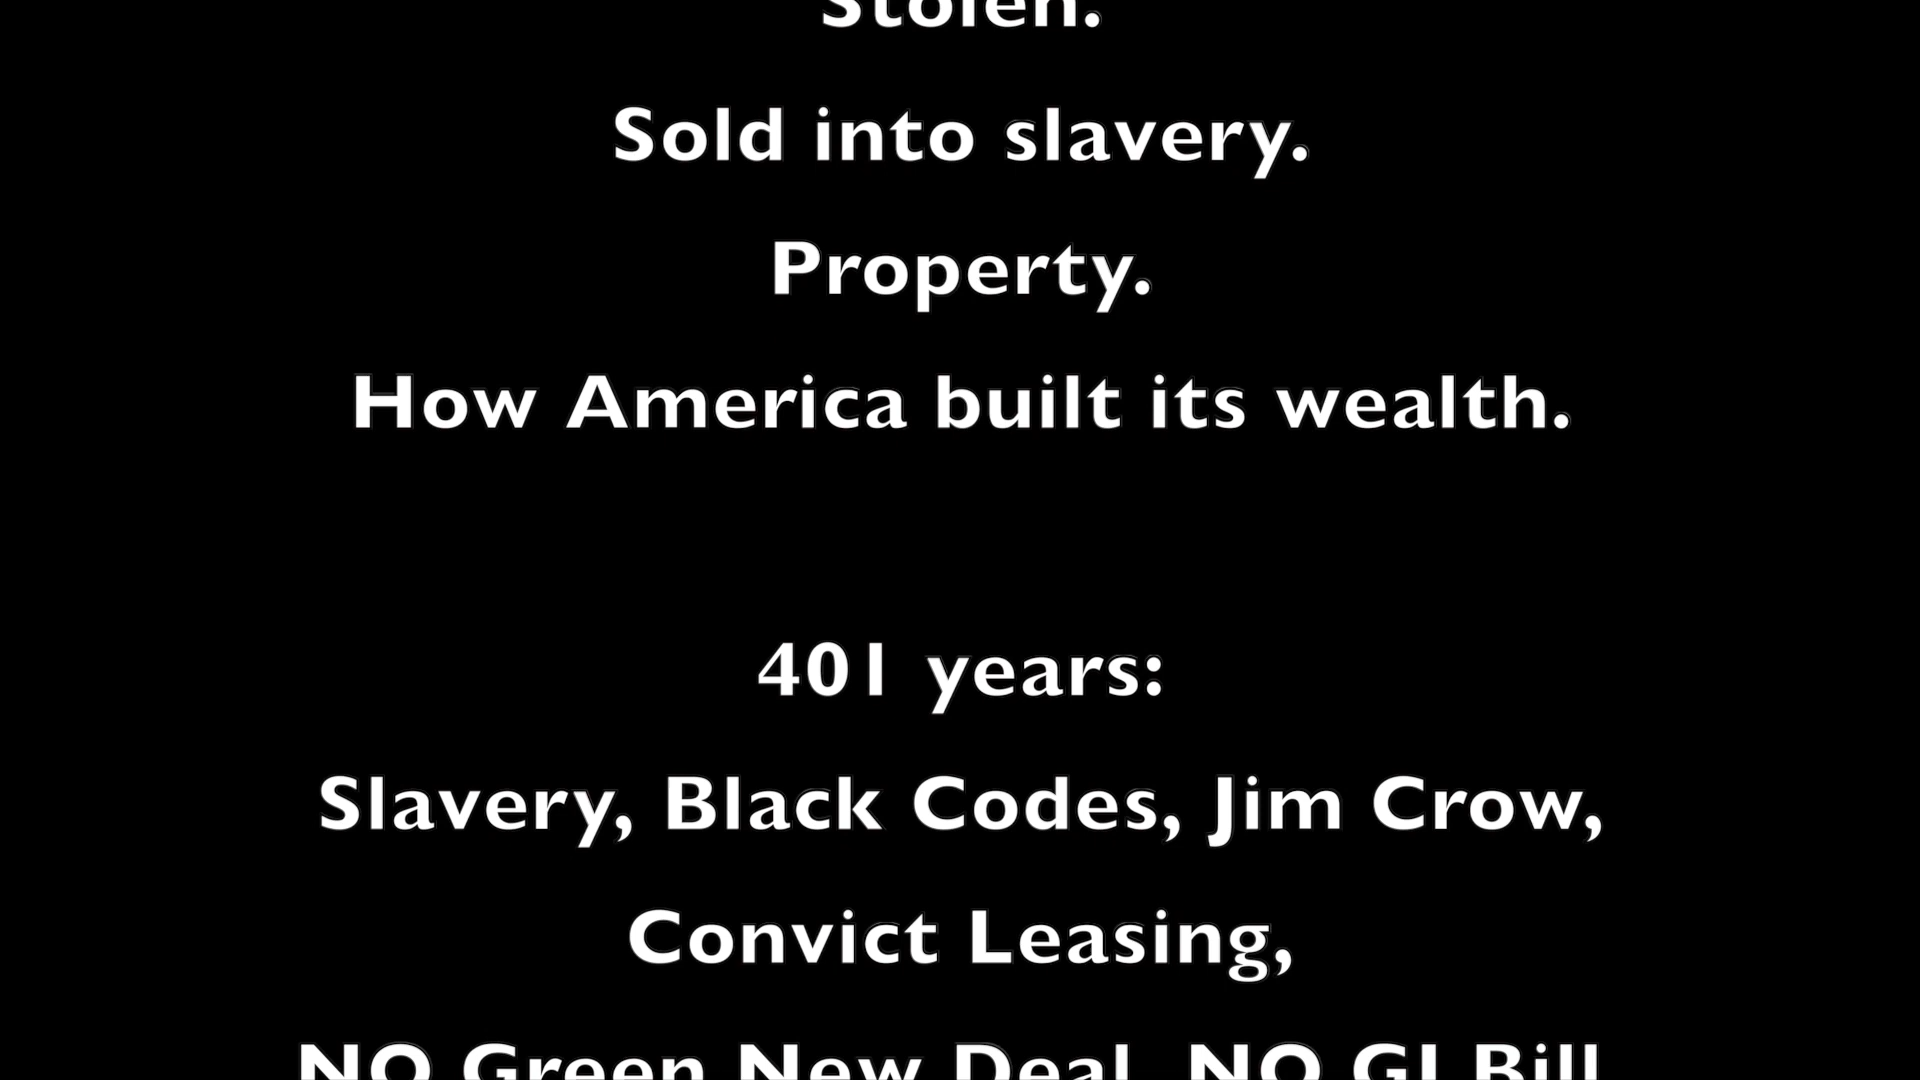 Stolen.
Sold into slavery.
Property.
How America built its wealth.
401 years:
Slavery, Black Codes, Jim Crow,
Convict Leasing,
NO Green New Deal, NO GI Bill